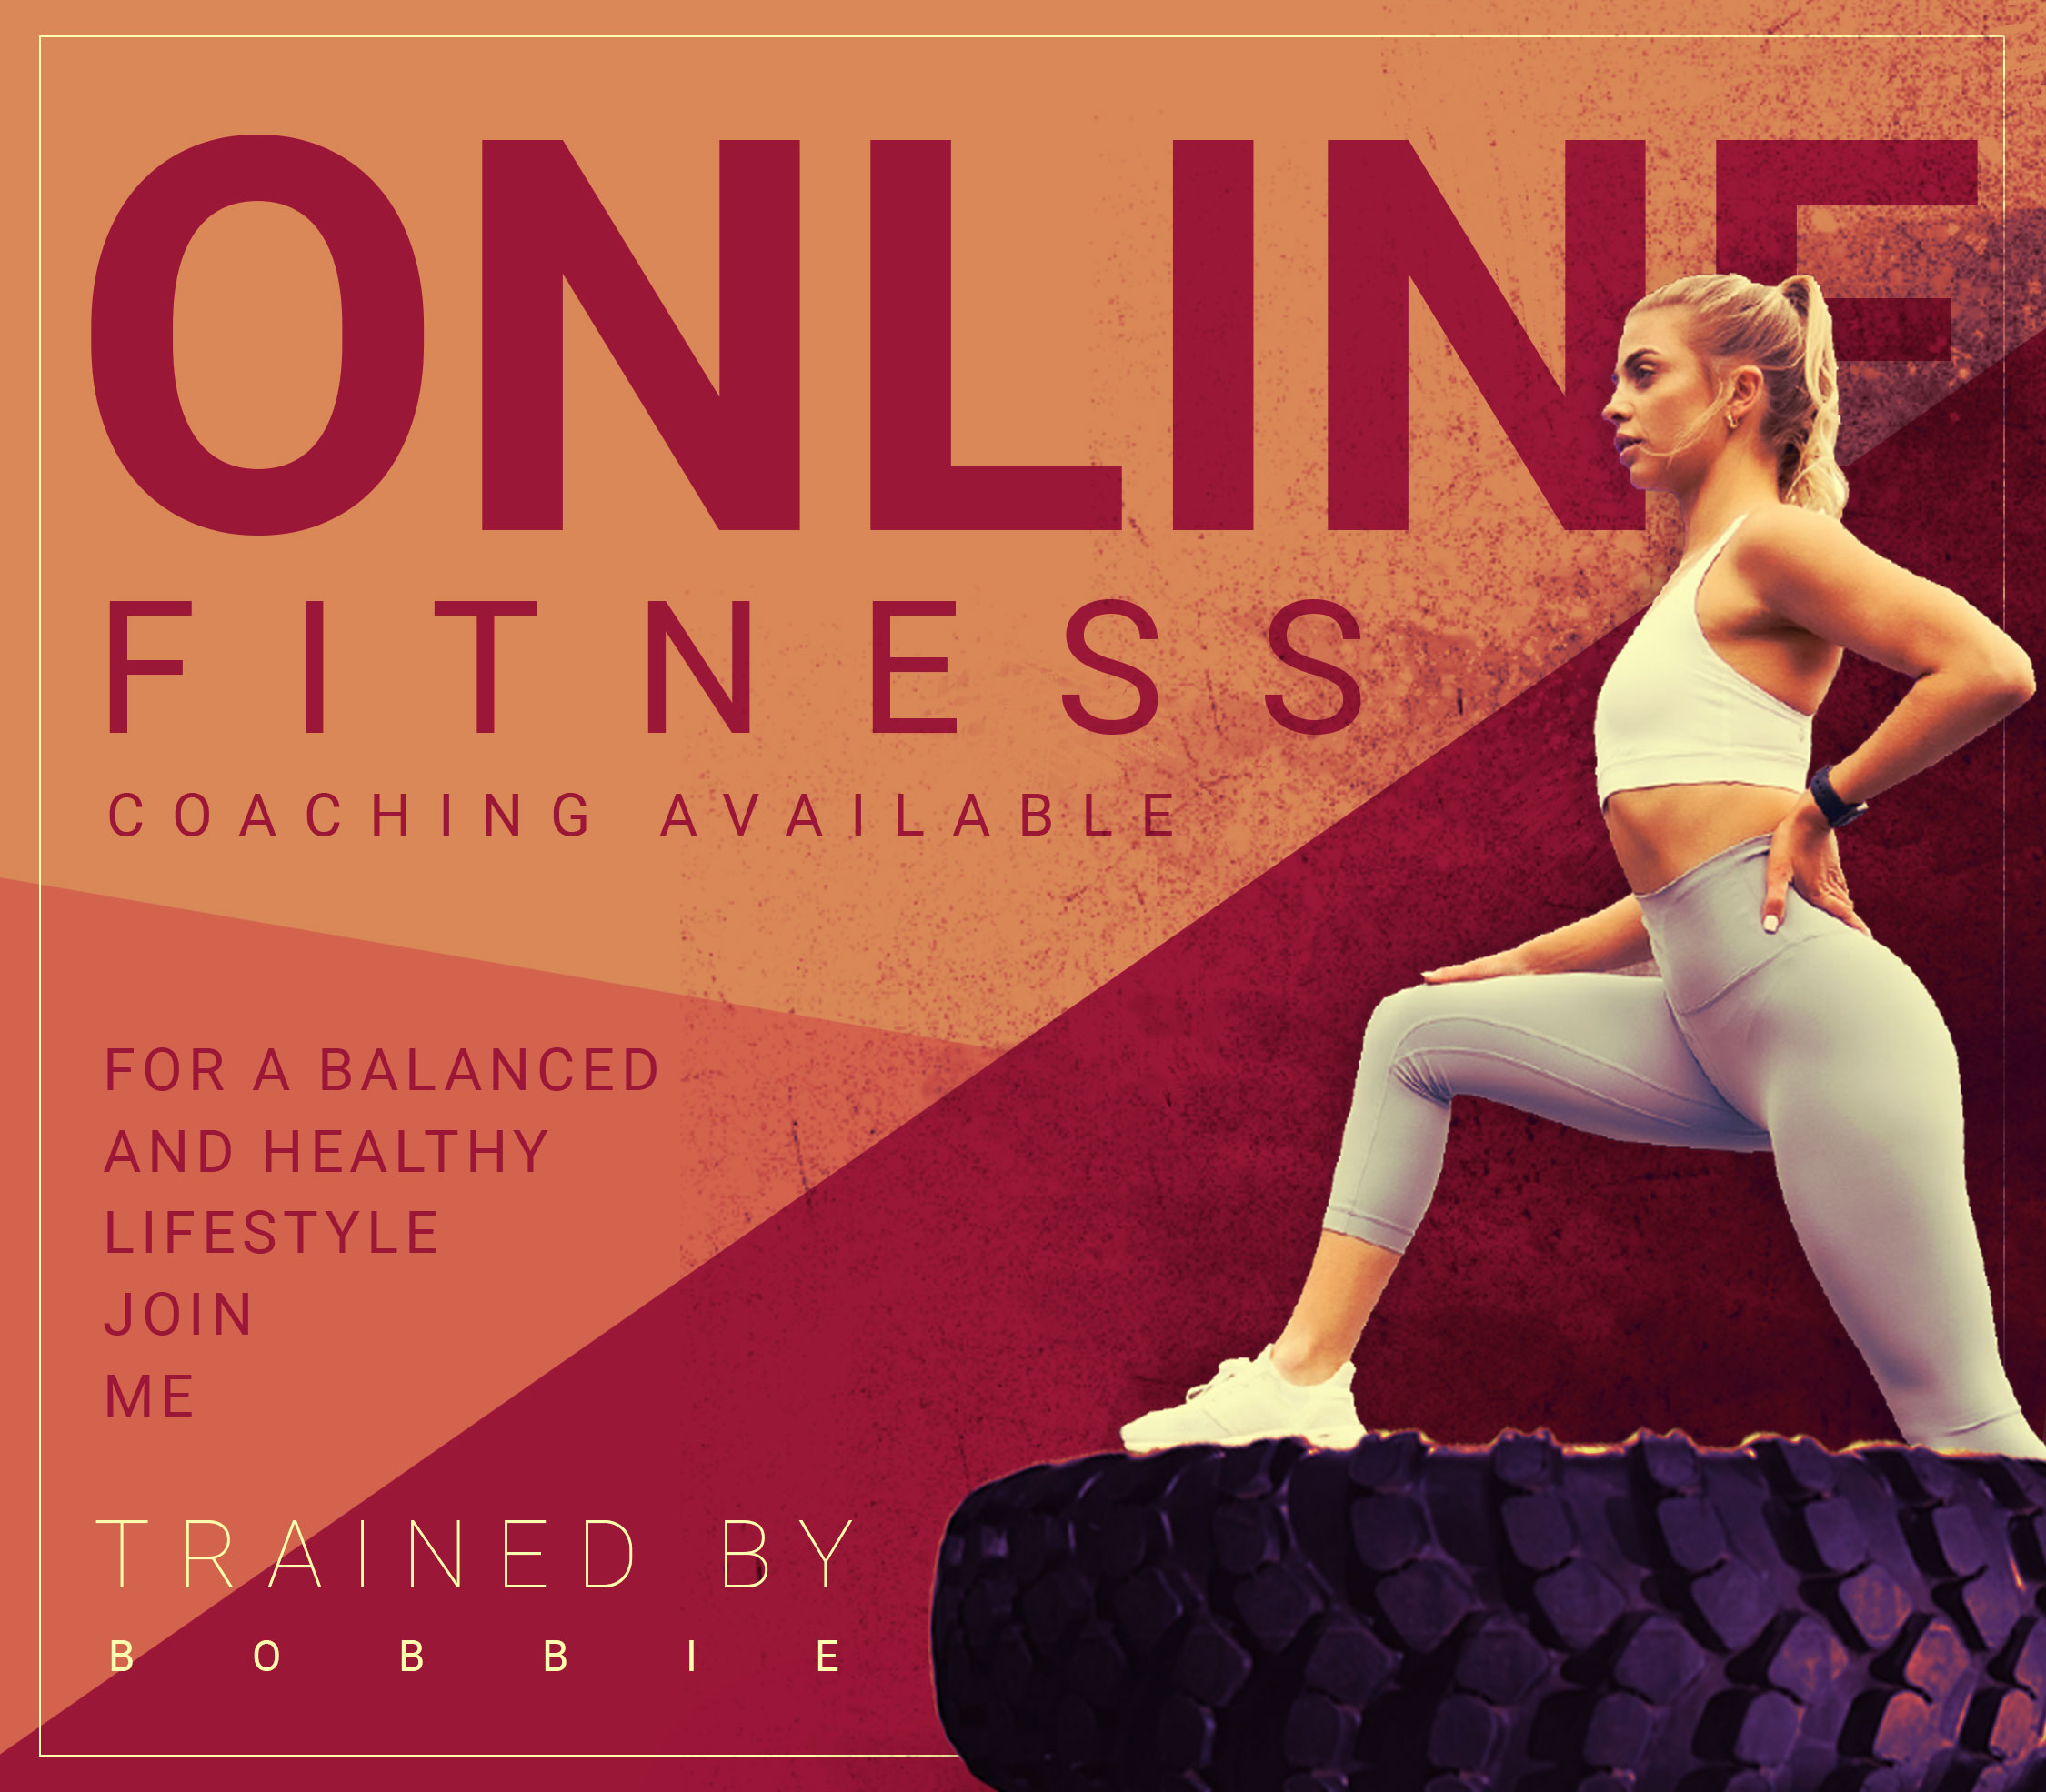 ONLINE
FITNESS
COACHING AVAILABLE
FOR A BALANCED
AND HEALTHY
LIFESTYLE
JOIN
ME
TRAINED BY
BOBBIE